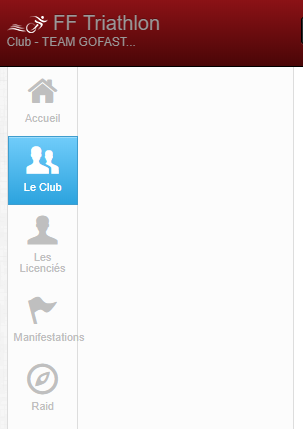 FF Triathlon
Club - TEAM GOFAST...
Accueil
Le Club
Les
Licenciés
Manifestations
Raid